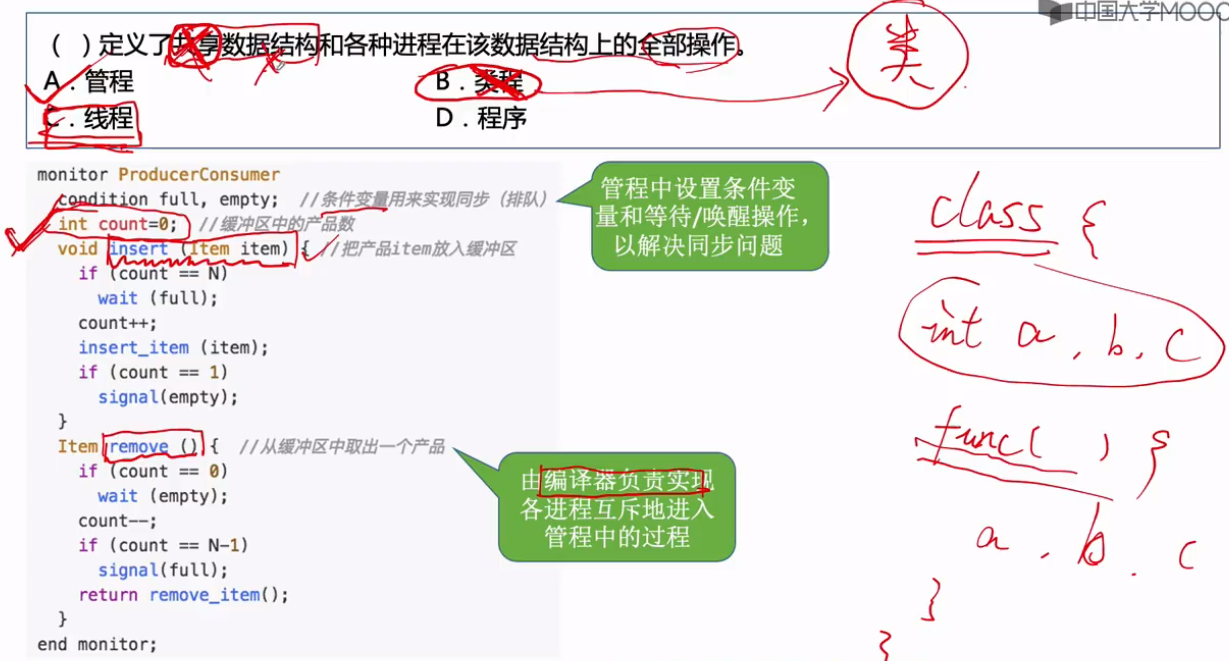 中国大学MOOC
（ ）定义了共享数据结构和各种进程在该数据结构上的全部操作。
A．管程
B．类程
C．线程
D．程序
类
monitor ProducerConsumer
condition full, empty; //条件变量用来实现同步（排队）
int count=0; //缓冲区中的产品数
void insert (Item item) { //把产品item放入缓冲区
if (count == N)
wait (full);
count++;
insert_item (item);
if (count == 1)
signal(empty);
}
Item remove () { //从缓冲区中取出一个产品
if (count == 0)
wait (empty);
count--;
if (count == N-1)
signal(full);
return remove_item();
}
end monitor;
管程中设置条件变
量和等待/唤醒操作，
以解决同步问题
由编译器负责实现
各进程互斥地进入
管程中的过程
class {
int a, b, c
func( ) {
a, b, c
}
}